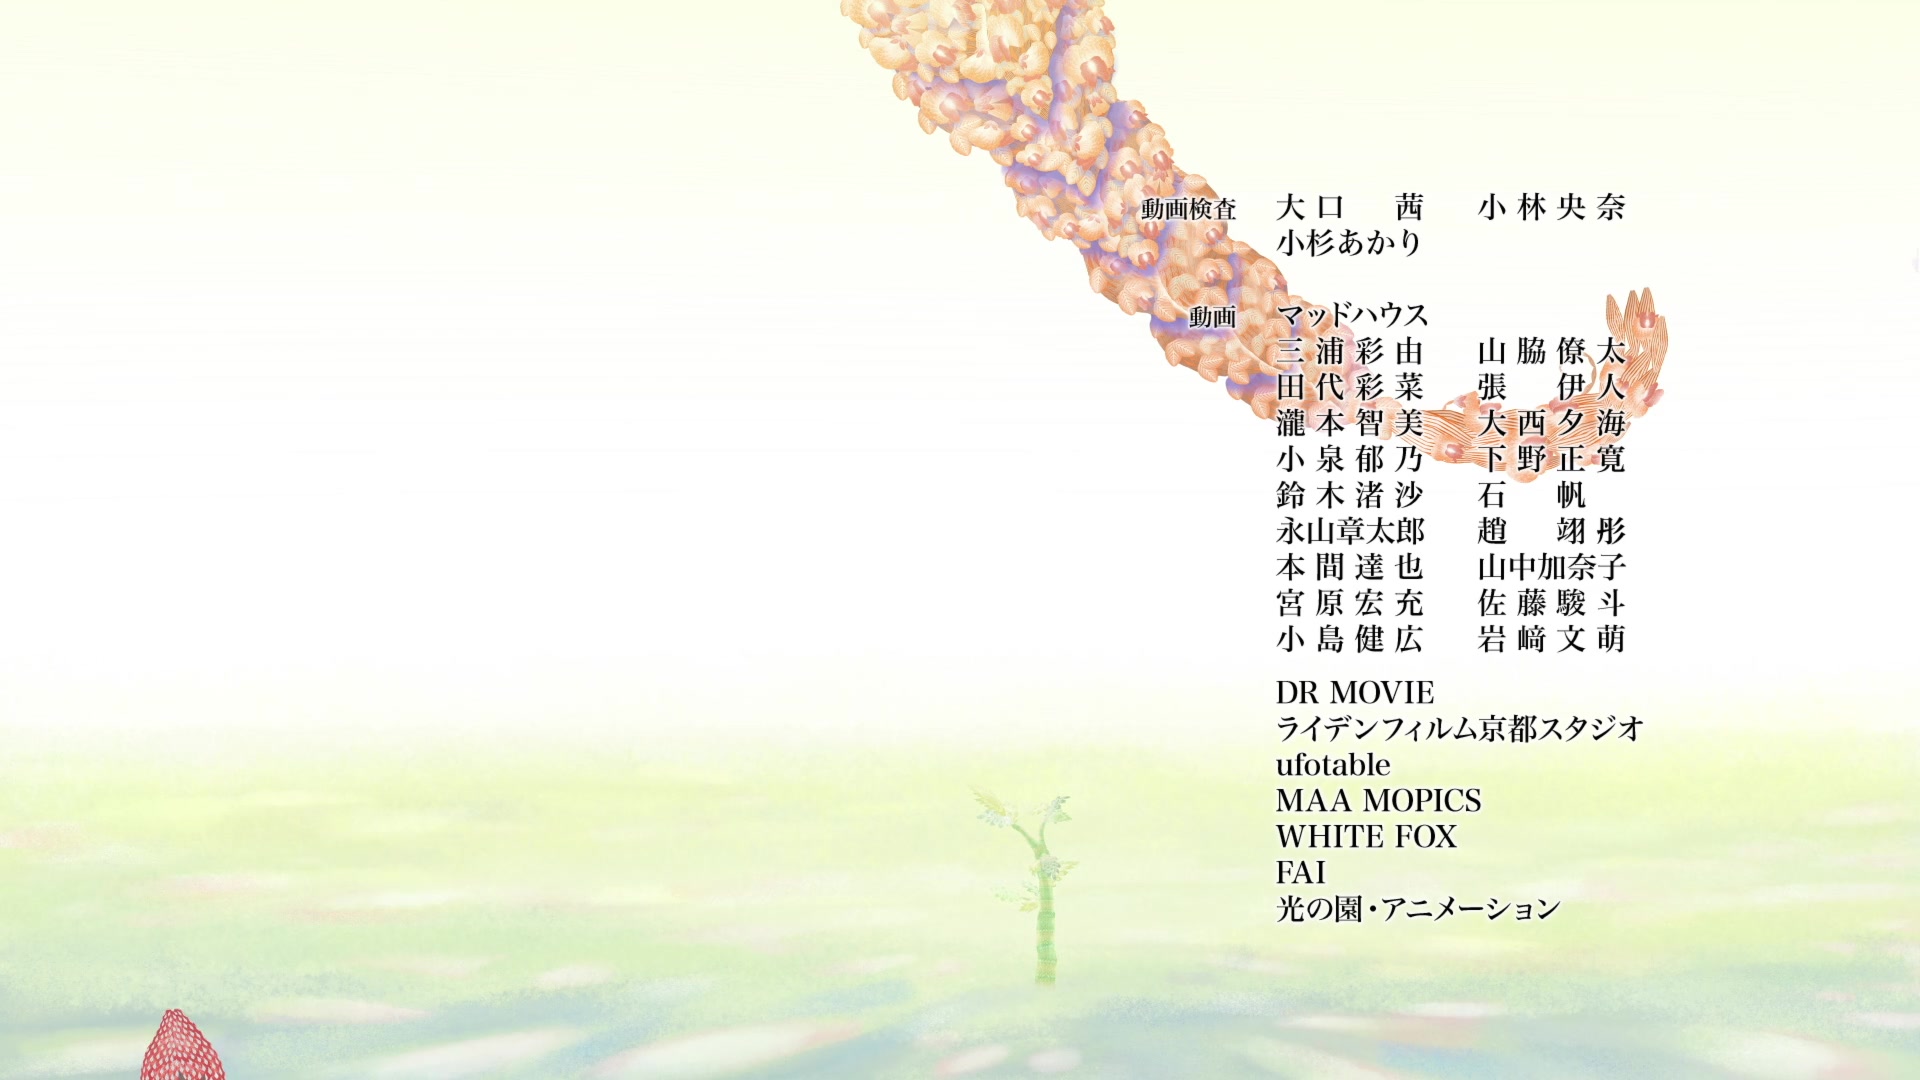 動画検査 大口 茜 小林央奈
小杉あかり
動画 マッドハウス
三浦彩由 山脇僚太
田代彩菜 張 伊人
瀧本智美 大西夕海
小泉郁乃 下野正寛
鈴木渚沙 石 帆
永山章太郎 趙 翊彤
本間達也 山中加奈子
宮原宏充 佐藤駿斗
小島健広 岩﨑文萌
DR MOVIE
ライデンフィルム京都スタジオ
ufotable
MAA MOPICS
WHITE FOX
FAI
光の園・アニメーション